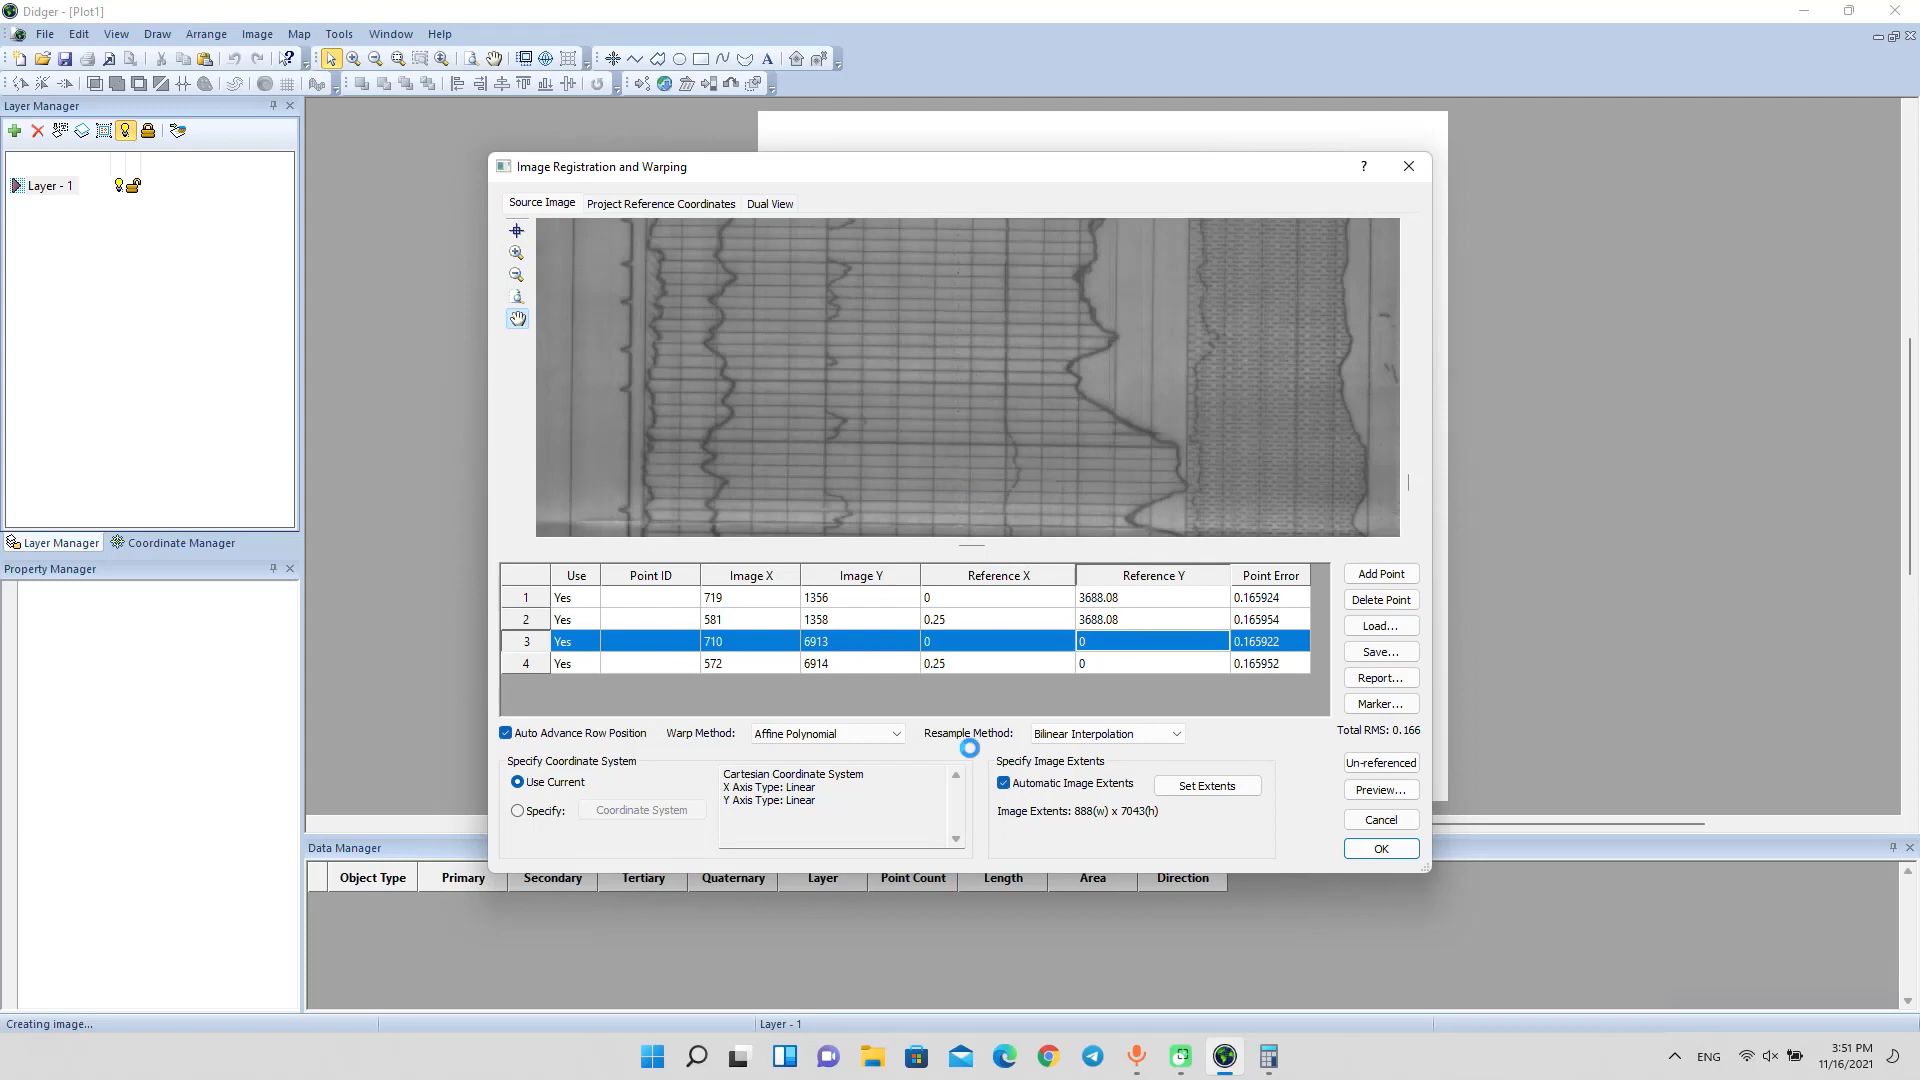 Didger - [Plot1]
File Edit View Draw Arrange Image Map Tools Window Help
Layer Manager
Layer - 1
Layer Manager Coordinate Manager
Property Manager
Image Registration and Warping
Source Image Project Reference Coordinates Dual View
Use Point ID Image X Image Y Reference X Reference Y Point Error
1 Yes 719 1356 0 3688.08 0.165924
2 Yes 581 1358 0.25 3688.08 0.165954
3 Yes 710 6913 0 0 0.165922
4 Yes 572 6914 0.25 0 0.165952
Add Point
Delete Point
Load...
Save...
Report...
Marker...
Total RMS: 0.166
Un-referenced
Preview...
Cancel
OK
Auto Advance Row Position Warp Method: Affine Polynomial Resample Method: Bilinear Interpolation
Specify Coordinate System
Use Current
Specify: Coordinate System
Cartesian Coordinate System
X Axis Type: Linear
Y Axis Type: Linear
Specify Image Extents
Automatic Image Extents Set Extents
Image Extents: 888(w) x 7043(h)
Data Manager
Object Type Primary Secondary Tertiary Quaternary Layer Point Count Length Area Direction
Creating image... Layer - 1
ENG 3:51 PM
11/16/2021